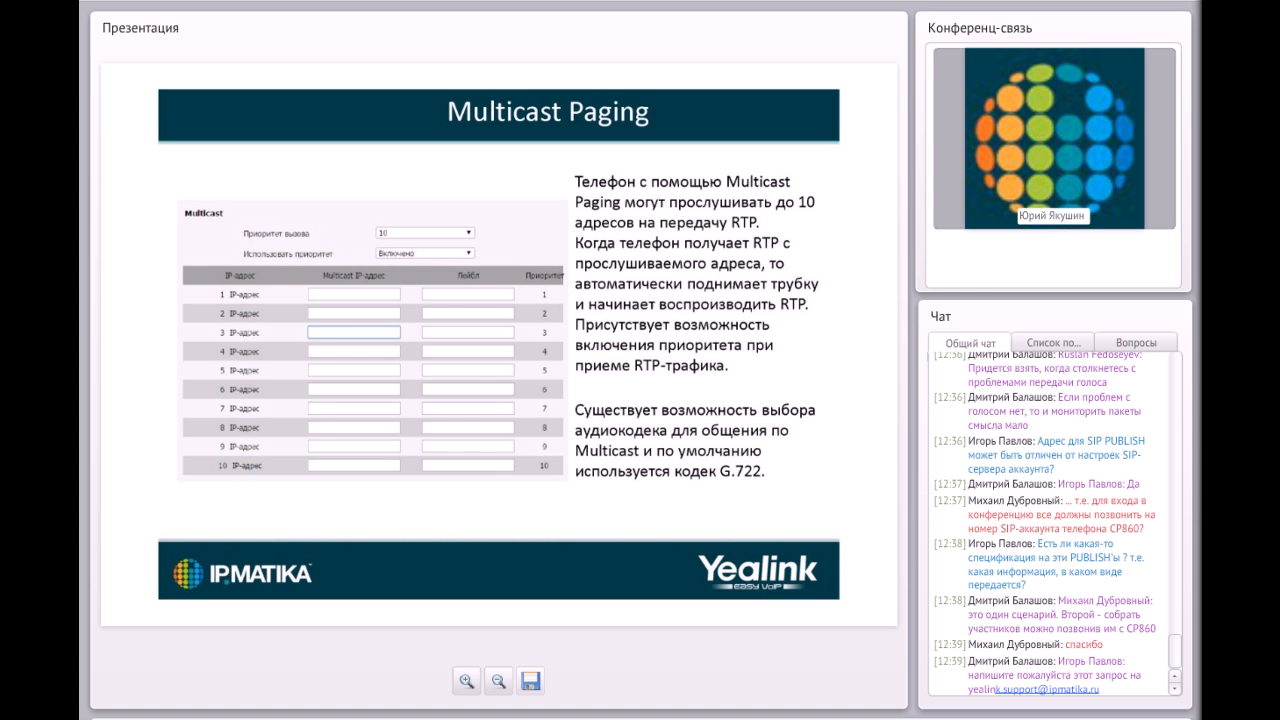 Презентация
Multicast Paging
Multicast
Приоритет вызова 10
Использовать приоритет Включено
IP-адрес Multicast IP-адрес Лейбл Приоритет
1 IP-адрес 1
2 IP-адрес 2
3 IP-адрес 3
4 IP-адрес 4
5 IP-адрес 5
6 IP-адрес 6
7 IP-адрес 7
8 IP-адрес 8
9 IP-адрес 9
10 IP-адрес 10
Телефон с помощью Multicast
Paging могут прослушивать до 10
адресов на передачу RTP.
Когда телефон получает RTP с
прослушиваемого адреса, то
автоматически поднимает трубку
и начинает воспроизводить RTP.
Присутствует возможность
включения приоритета при
приеме RTP-трафика.
Существует возможность выбора
аудиокодека для общения по
Multicast и по умолчанию
используется кодек G.722.
IPMATIKA
Yealink
EASY VoIP
Конференц-связь
Юрий Якушин
Чат
Общий чат Список по... Вопросы
[12:36] Дмитрий Балашов: Ruslan Fedoseyev:
Придется взять, когда столкнетесь с
проблемами передачи голоса
[12:36] Дмитрий Балашов: Если проблем с
голосом нет, то и мониторить пакеты
смысла мало
[12:36] Игорь Павлов: Адрес для SIP PUBLISH
может быть отличен от настроек SIP-
сервера аккаунта?
[12:37] Дмитрий Балашов: Игорь Павлов: Да
[12:37] Михаил Дубровный: ... т.е. для входа в
конференцию все должны позвонить на
номер SIP-аккаунта телефона CP860?
[12:38] Игорь Павлов: Есть ли какая-то
спецификация на эти PUBLISH'ы ? т.е.
какая информация, в каком виде
передается?
[12:38] Дмитрий Балашов: Михаил Дубровный:
это один сценарий. Второй - собрать
участников можно позвонив им с CP860
[12:39] Михаил Дубровный: спасибо
[12:39] Дмитрий Балашов: Игорь Павлов:
напишите пожалуйста этот запрос на
yealink.support@ipmatika.ru